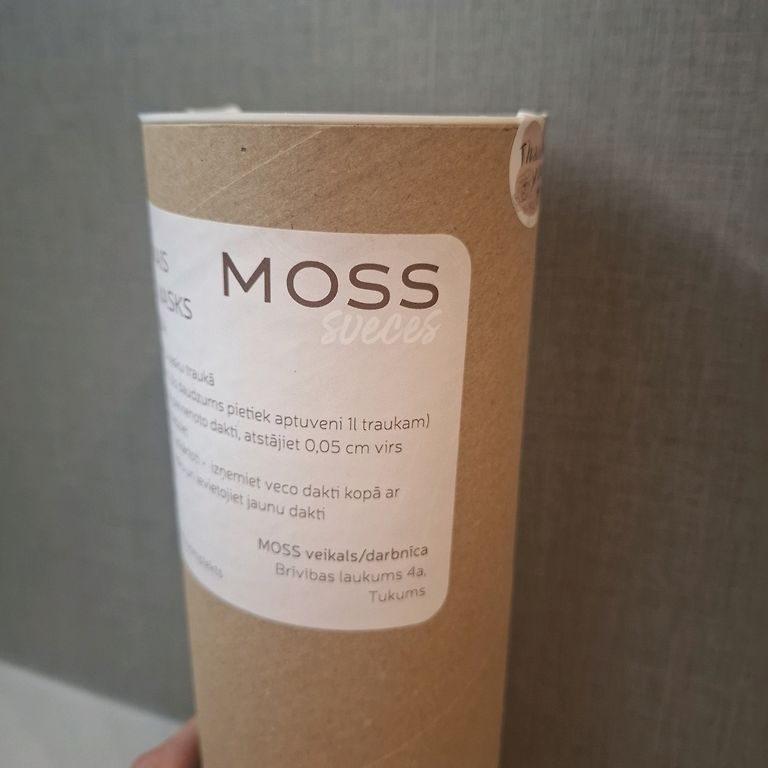 MOSS
sveces
traukā
daudzums pietiek aptuveni 1l traukam)
dakti, atstājiet 0,05 cm virs
izņemiet veco dakti kopā ar
ievietojiet jaunu dakti
MOSS veikals/darbnīca
Brīvības laukums 4a,
Tukums